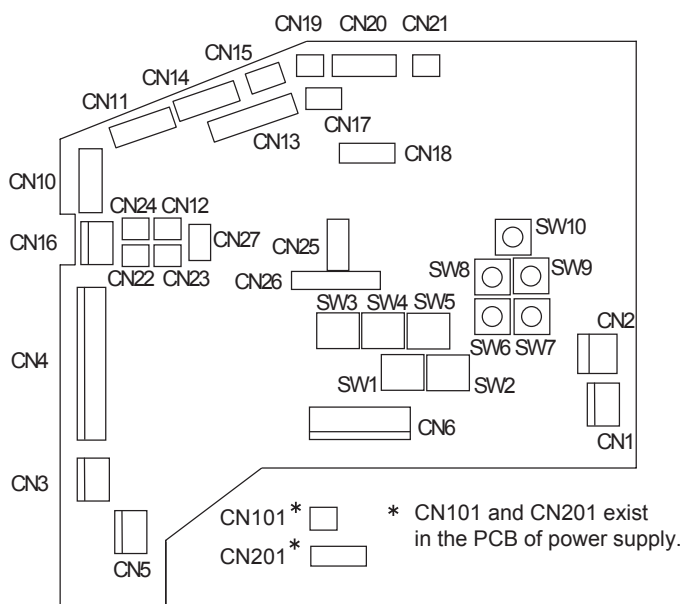 CN19 CN20 CN21
CN15
CN14
CN11
CN17
CN13
CN18
CN10
CN24 CN12
CN16
CN27
CN25
SW10
CN22 CN23
CN26
SW8 SW9
SW3 SW4 SW5
CN2
SW6 SW7
CN4
SW1 SW2
CN6
CN1
CN3
CN5
CN101*
CN201*
* CN101 and CN201 exist
in the PCB of power supply.